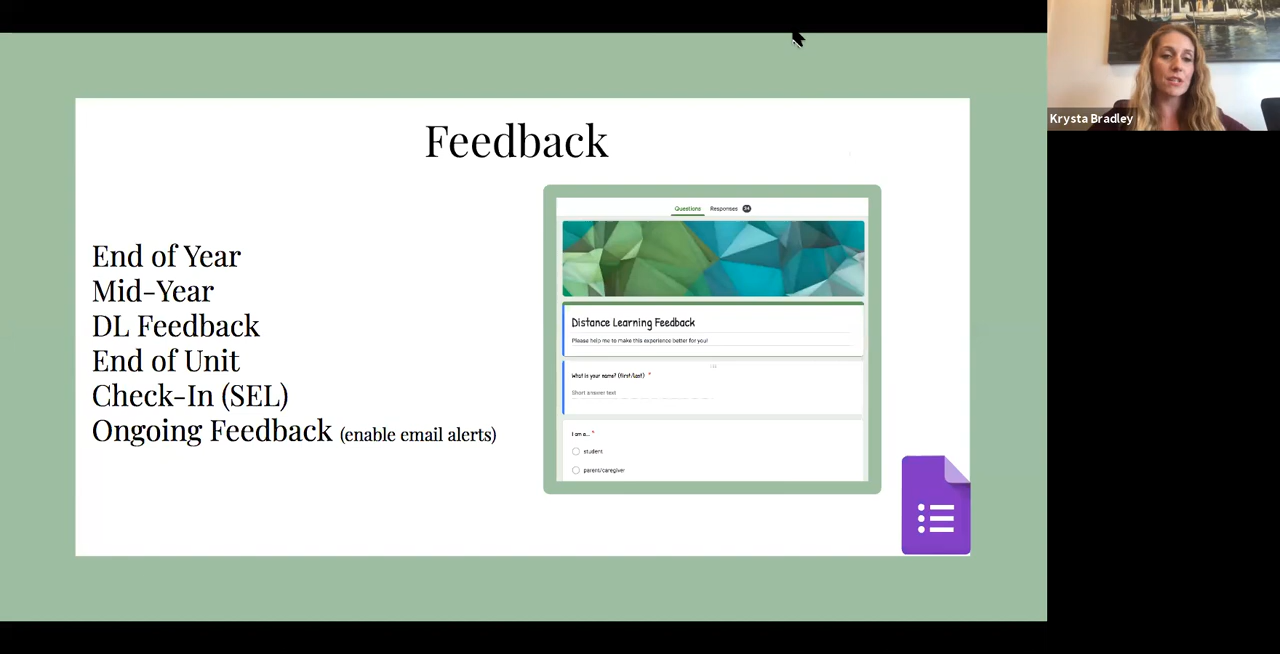 Krysta Bradley
Feedback
End of Year
Mid-Year
DL Feedback
End of Unit
Check-In (SEL)
Ongoing Feedback (enable email alerts)
Questions Responses 34
Distance Learning Feedback
Please help me to make this experience better for you!
What is your name? (first/last) *
Short answer text
I am a... *
student
parent/caregiver